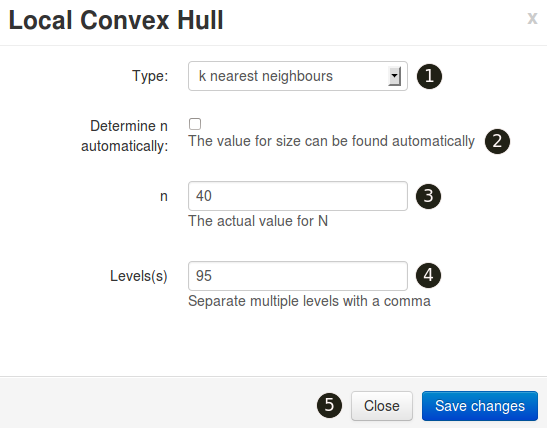 Local Convex Hull x
Type: k nearest neighbours 1
Determine n
automatically:
The value for size can be found automatically 2
n 40 3
The actual value for N
Levels(s) 95 4
Separate multiple levels with a comma
5 Close Save changes